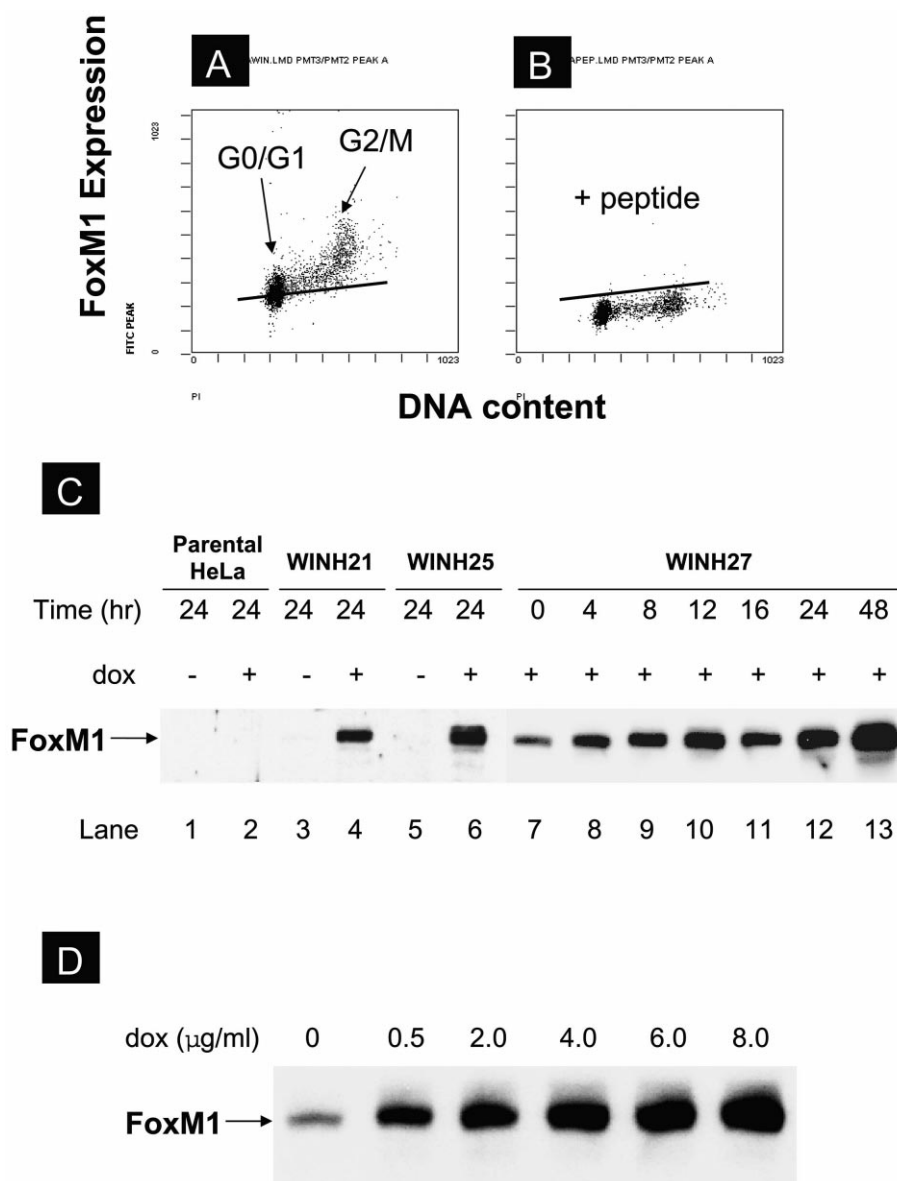 A
WIN.LMD PMT3/PMT2 PEAK A
B
APEP.LMD PMT3/PMT2 PEAK A
FoxM1 Expression
FITC PEAK
1023
0
G0/G1
G2/M
0
1023
PI
+ peptide
0
1023
PI
DNA content
C
Parental
HeLa
WINH21
WINH25
WINH27
Time (hr) 24 24 24 24 24 24 0 4 8 12 16 24 48
dox - + - + - + + + + + + + +
FoxM1
Lane 1 2 3 4 5 6 7 8 9 10 11 12 13
D
dox (μg/ml) 0 0.5 2.0 4.0 6.0 8.0
FoxM1